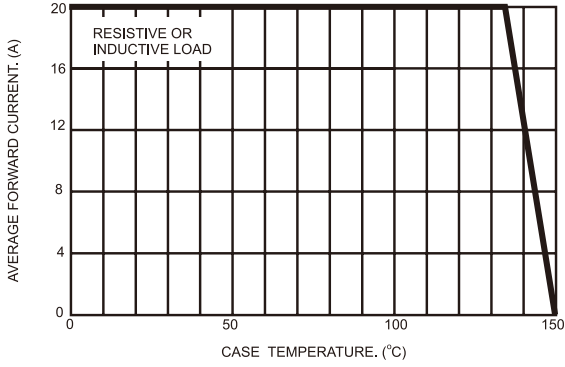 20
RESISTIVE OR
INDUCTIVE LOAD
16
12
8
4
0
AVERAGE FORWARD CURRENT. (A)
0 50 100 150
CASE TEMPERATURE. (°C)